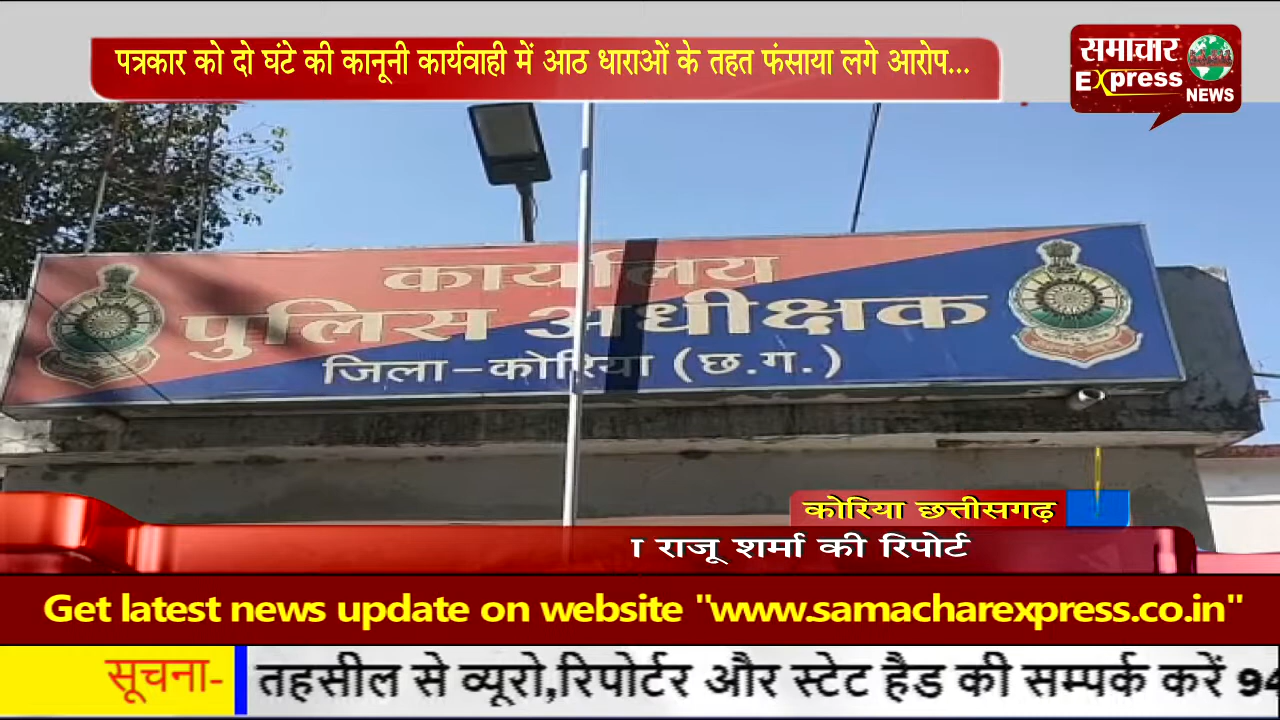 पत्रकार को दो घंटे की कानूनी कार्यवाही में आठ धाराओं के तहत फंसाया लगे आरोप...
समाचार
Express
NEWS
कार्यालय
पुलिस अधीक्षक
जिला-कोरिया (छ.ग.)
कोरिया छत्तीसगढ़
राजू शर्मा की रिपोर्ट
Get latest news update on website "www.samacharexpress.co.in"
सूचना- तहसील से व्यूरो,रिपोर्टर और स्टेट हैड की सम्पर्क करें 94